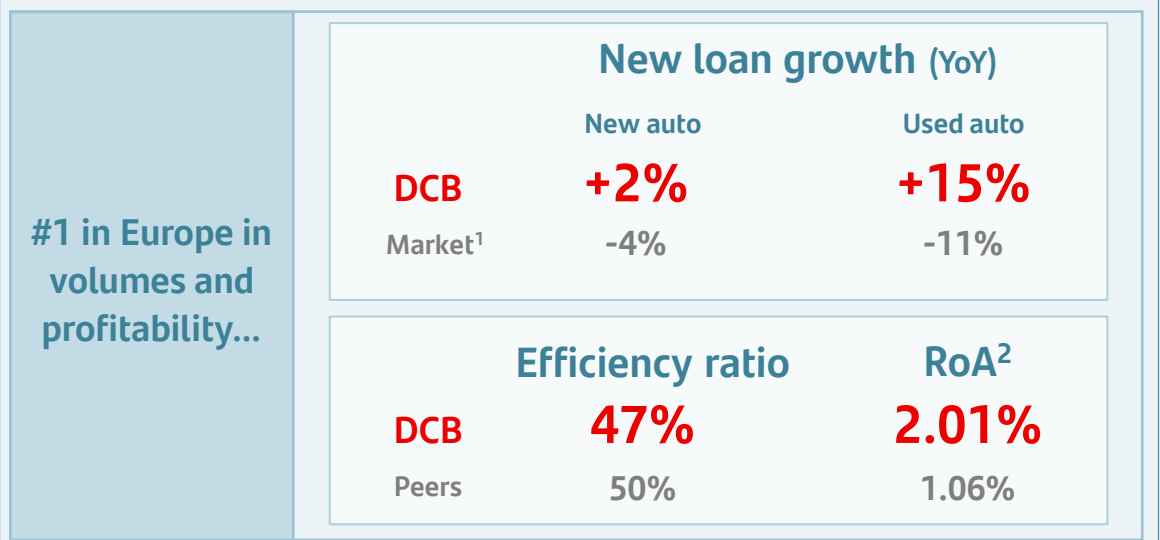 #1 in Europe in
volumes and
profitability...
New loan growth (YoY)
New auto Used auto
DCB +2% +15%
Market¹ -4% -11%
Efficiency ratio RoA²
DCB 47% 2.01%
Peers 50% 1.06%